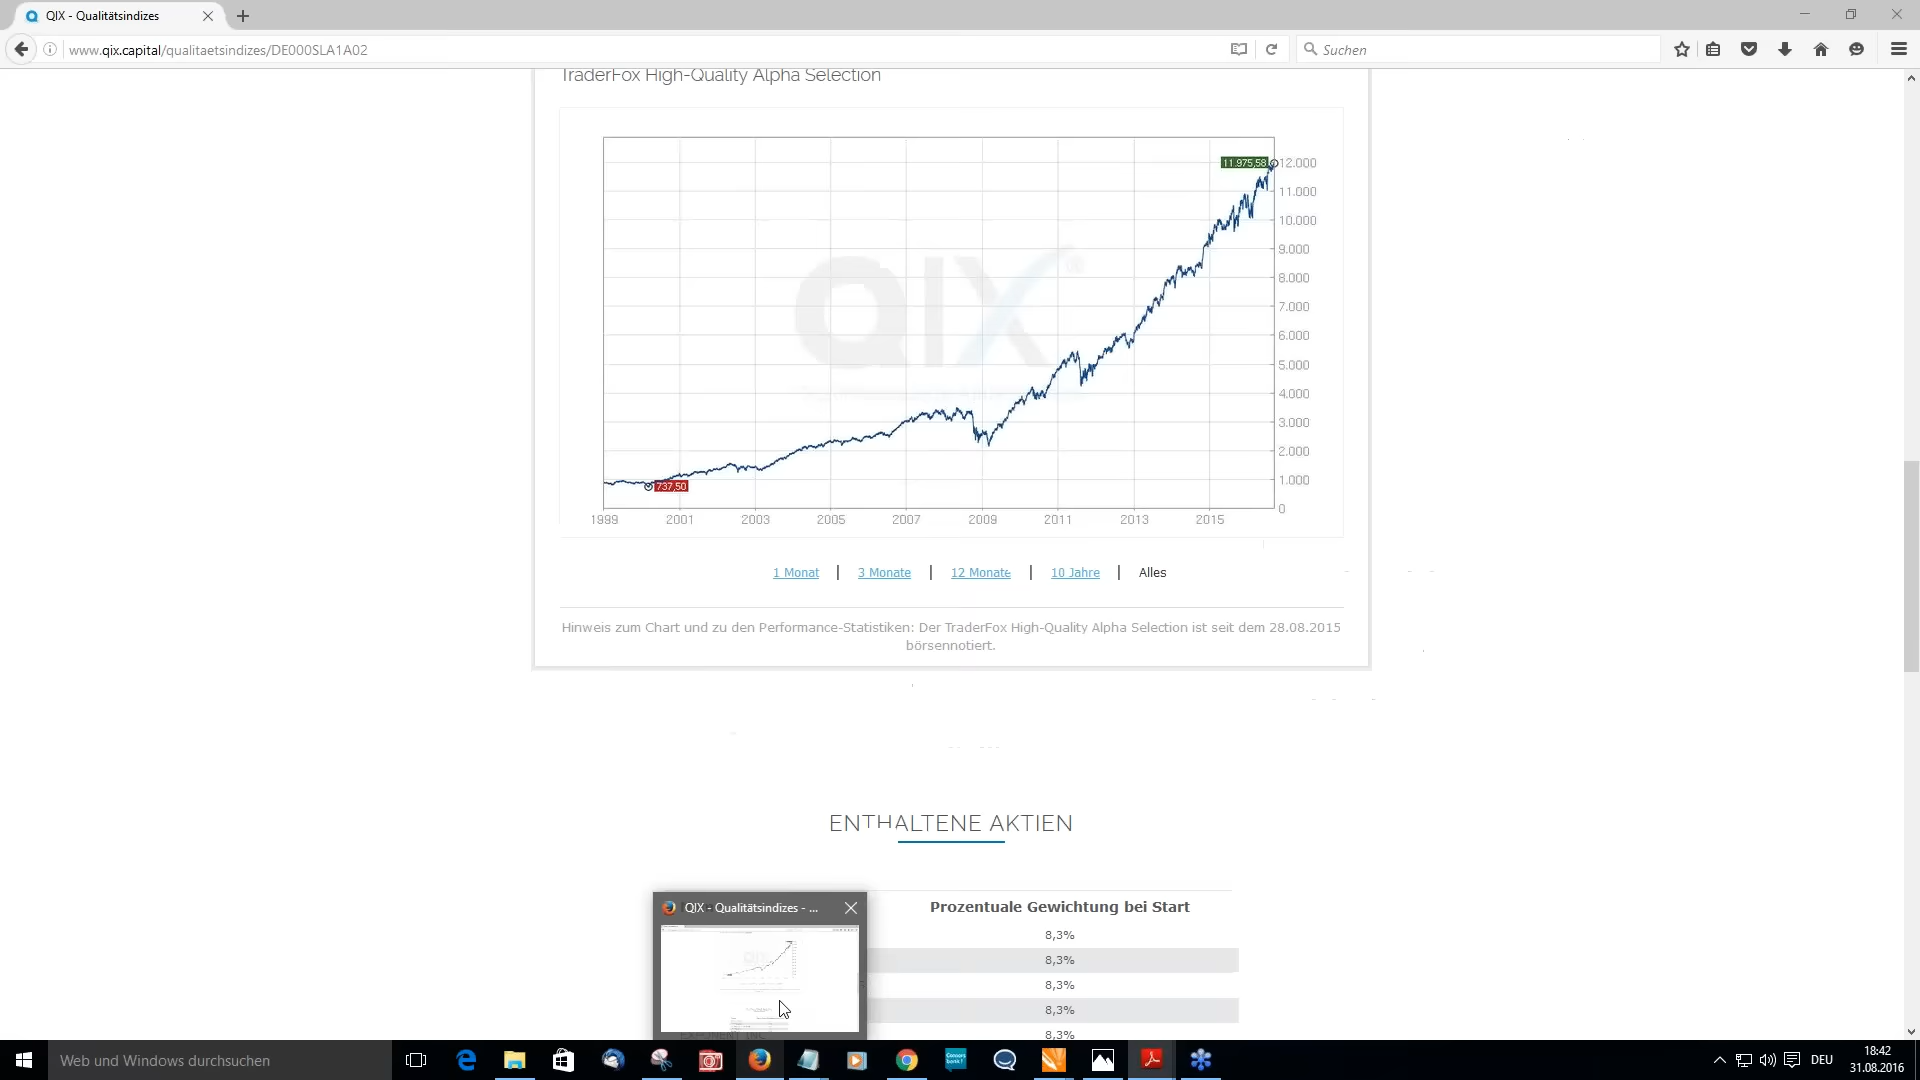 QIX - Qualitätsindizes
www.qix.capital/qualitaetsindizes/DE000SLA1A02
Suchen
TraderFox High-Quality Alpha Selection
11.975,58
12.000
11.000
10.000
9.000
8.000
7.000
6.000
5.000
4.000
3.000
2.000
1.000
0
QIX
737,50
1999 2001 2003 2005 2007 2009 2011 2013 2015
1 Monat | 3 Monate | 12 Monate | 10 Jahre | Alles
Hinweis zum Chart und zu den Performance-Statistiken: Der TraderFox High-Quality Alpha Selection ist seit dem 28.08.2015
börsennotiert.
ENTHALTENE AKTIEN
QIX - Qualitätsindizes - ...
Prozentuale Gewichtung bei Start
8,3%
8,3%
8,3%
8,3%
8,3%
Web und Windows durchsuchen
Consors
bank!
DEU
18:42
31.08.2016